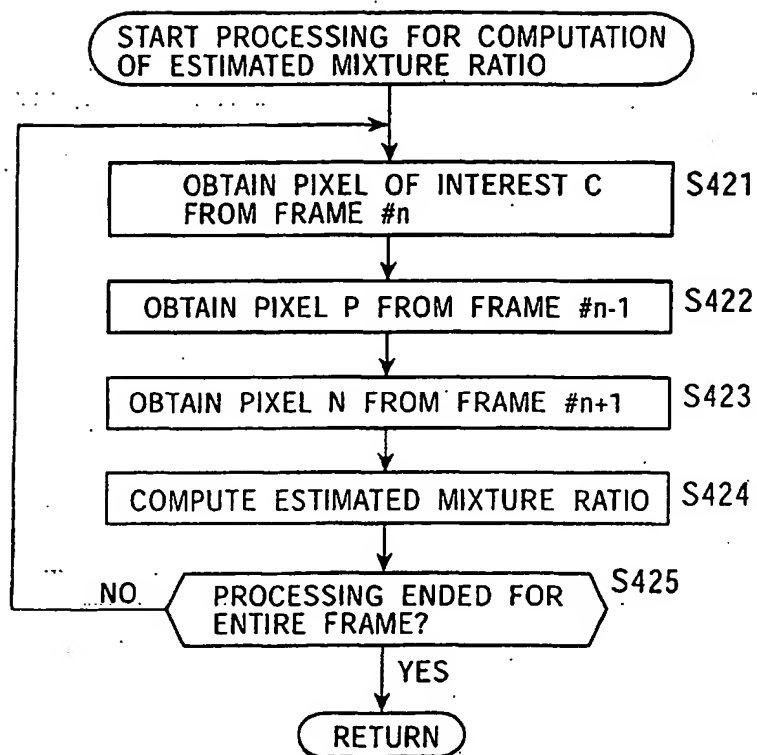 START PROCESSING FOR COMPUTATION
OF ESTIMATED MIXTURE RATIO
OBTAIN PIXEL OF INTEREST C
FROM FRAME #n
S421
OBTAIN PIXEL P FROM FRAME #n-1
S422
OBTAIN PIXEL N FROM FRAME #n+1
S423
COMPUTE ESTIMATED MIXTURE RATIO
S424
S425
NO
PROCESSING ENDED FOR
ENTIRE FRAME?
YES
RETURN